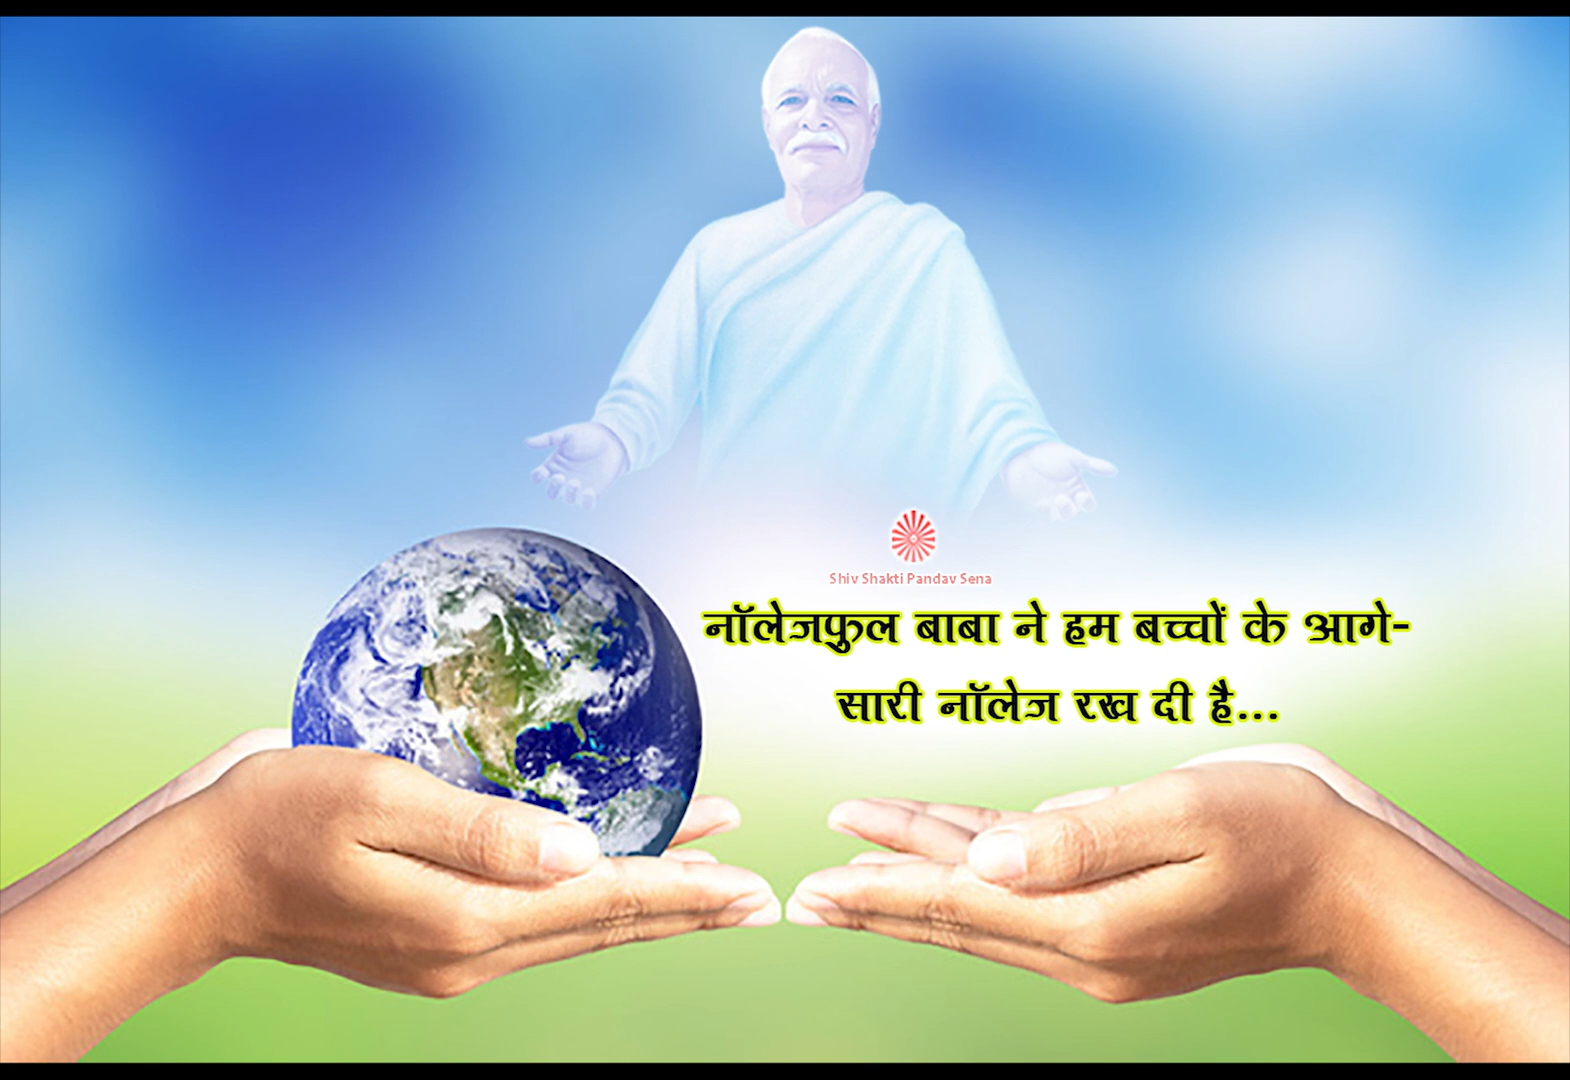 Shiv Shakti Pandav Sena
नॉलेजफुल बाबा ने हम बच्चों के आगे-
सारी नॉलेज रख दी है...